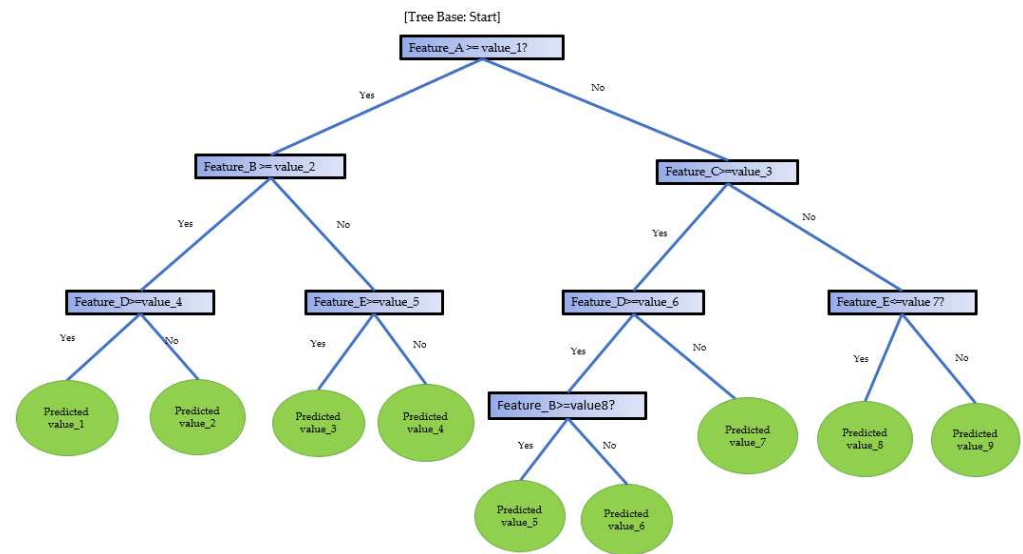 [Tree Base: Start]
Feature_A >= value_1?
Yes
No
Feature_B >= value_2
Feature_C>=value_3
Yes
No
Yes
No
Feature_D>=value_4
Feature_E>=value_5
Feature_D>=value_6
Feature_E<=value 7?
Yes
No
Yes
No
Yes
No
Yes
No
Predicted
value_1
Predicted
value_2
Predicted
value_3
Predicted
value_4
Feature_B>=value8?
Predicted
value_7
Predicted
value_8
Predicted
value_9
Yes
No
Predicted
value_5
Predicted
value_6